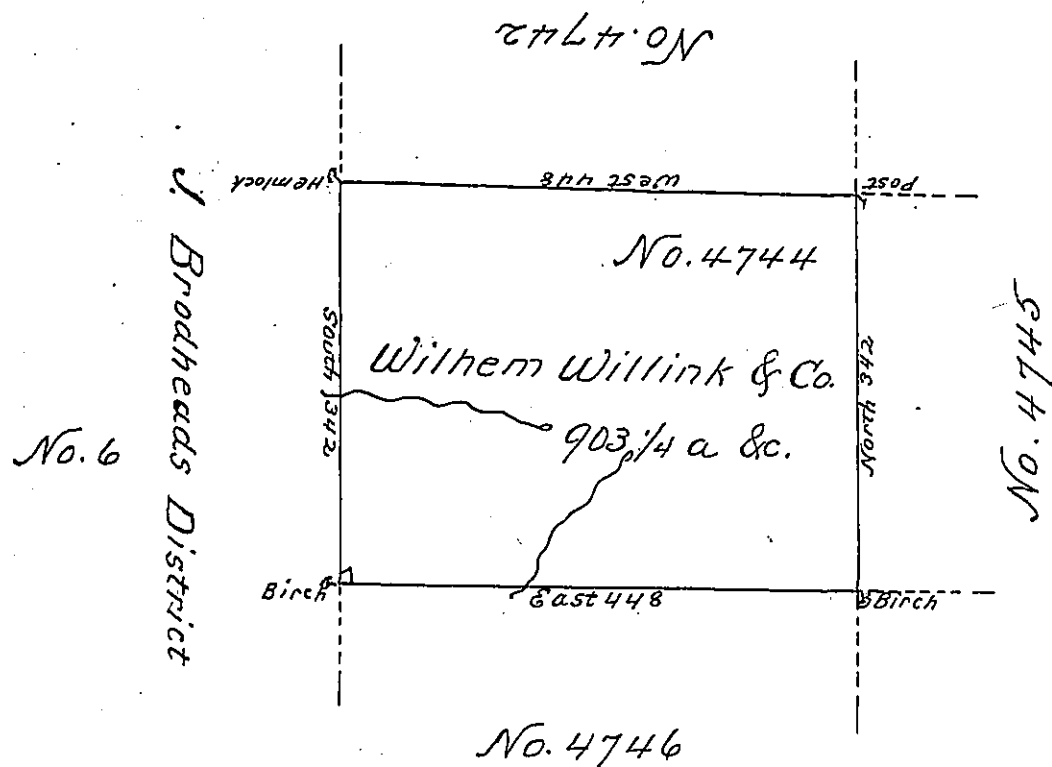 No. 4742
Hemlock
West 448
Post
J. Brodheads District
No. 4744
South 342
Wilhem Willink & Co.
North 342
No. 4745
903 1/4 a &c.
No. 6
Birch
East 448
Birch
No. 4746